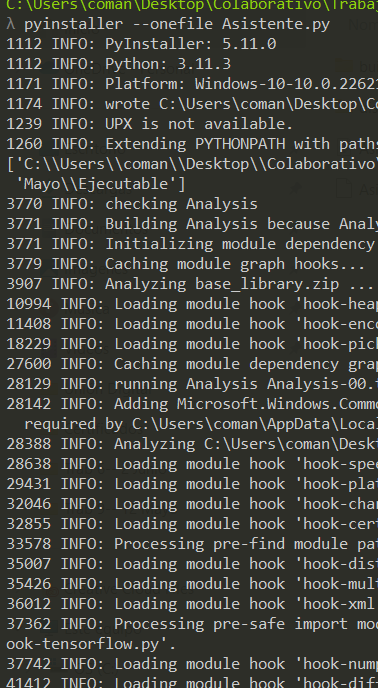 C:\Users\coman\Desktop\Colaborativo\Traba
λ pyinstaller --onefile Asistente.py
1112 INFO: PyInstaller: 5.11.0
1112 INFO: Python: 3.11.3
1171 INFO: Platform: Windows-10-10.0.2262
1174 INFO: wrote C:\Users\coman\Desktop\Co
1239 INFO: UPX is not available.
1260 INFO: Extending PYTHONPATH with paths
['C:\\Users\\coman\\Desktop\\Colaborativo\
'Mayo\\Ejecutable']
3770 INFO: checking Analysis
3771 INFO: Building Analysis because Analy
3771 INFO: Initializing module dependency
3779 INFO: Caching module graph hooks...
3907 INFO: Analyzing base_library.zip ...
10994 INFO: Loading module hook 'hook-heap
11408 INFO: Loading module hook 'hook-enco
18229 INFO: Loading module hook 'hook-pick
27600 INFO: Caching module dependency grap
28129 INFO: running Analysis Analysis-00.t
28142 INFO: Adding Microsoft.Windows.Commo
required by C:\Users\coman\AppData\Local
28388 INFO: Analyzing C:\Users\coman\Deskt
28638 INFO: Loading module hook 'hook-spee
29431 INFO: Loading module hook 'hook-plat
32046 INFO: Loading module hook 'hook-char
32855 INFO: Loading module hook 'hook-cert
33578 INFO: Processing pre-find module pat
35007 INFO: Loading module hook 'hook-dist
35426 INFO: Loading module hook 'hook-mult
36012 INFO: Loading module hook 'hook-xml.
37362 INFO: Processing pre-safe import mod
ook-tensorflow.py'.
37742 INFO: Loading module hook 'hook-nump
41412 INFO: Loading module hook 'hook-diff